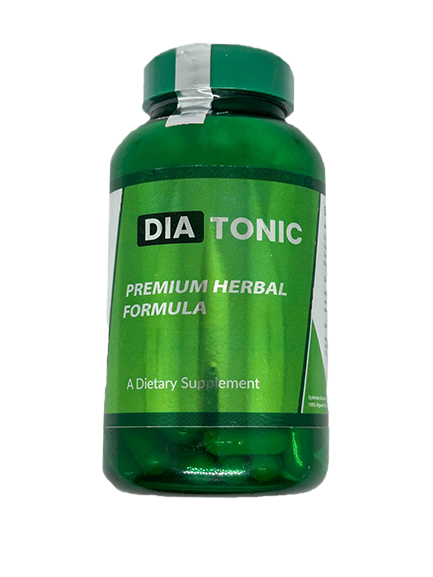 DIA TONIC
PREMIUM HERBAL
FORMULA
A Dietary Supplement